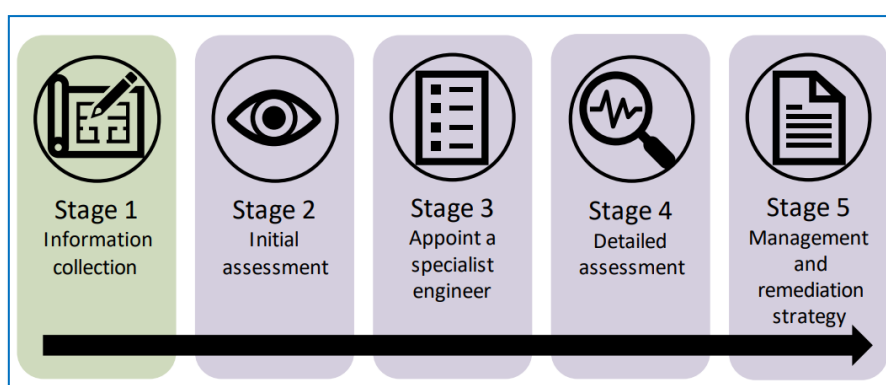 Stage 1
Information
collection
Stage 2
Initial
assessment
Stage 3
Appoint a
specialist
engineer
Stage 4
Detailed
assessment
Stage 5
Management
and
remediation
strategy